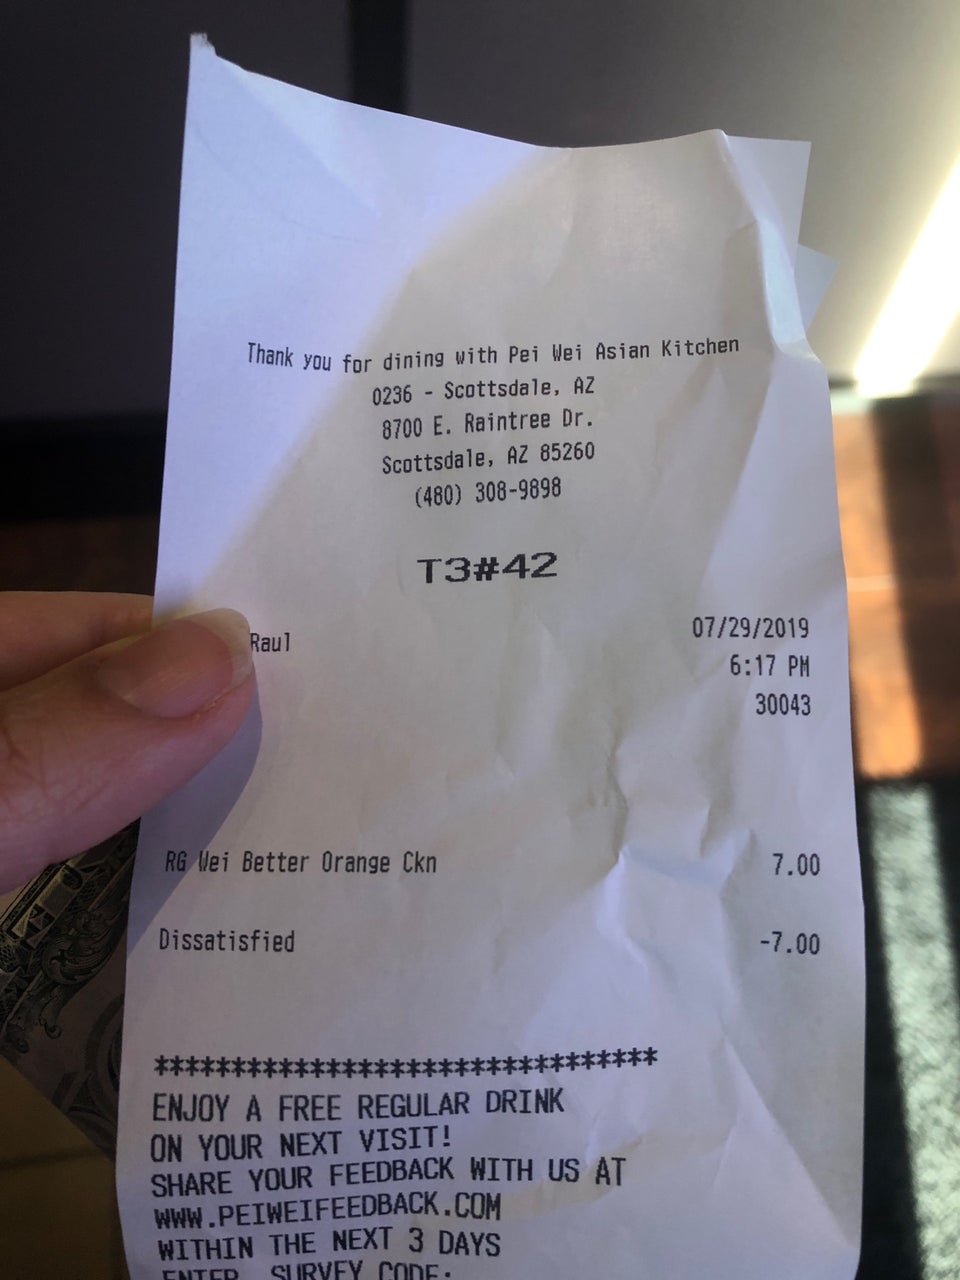 Thank you for dining with Pei Wei Asian Kitchen
0236 - Scottsdale, AZ
8700 E. Raintree Dr.
Scottsdale, AZ 85260
(480) 308-9898
T3#42
Raul 07/29/2019
6:17 PM
30043
RG Wei Better Orange Ckn 7.00
Dissatisfied -7.00
*********************************
ENJOY A FREE REGULAR DRINK
ON YOUR NEXT VISIT!
SHARE YOUR FEEDBACK WITH US AT
WWW.PEIWEIFEEDBACK.COM
WITHIN THE NEXT 3 DAYS
ENTER SURVEY CODE: